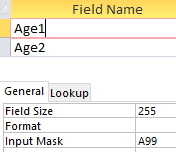 Field Name
Age1
Age2
General Lookup
Field Size 255
Format
Input Mask A99